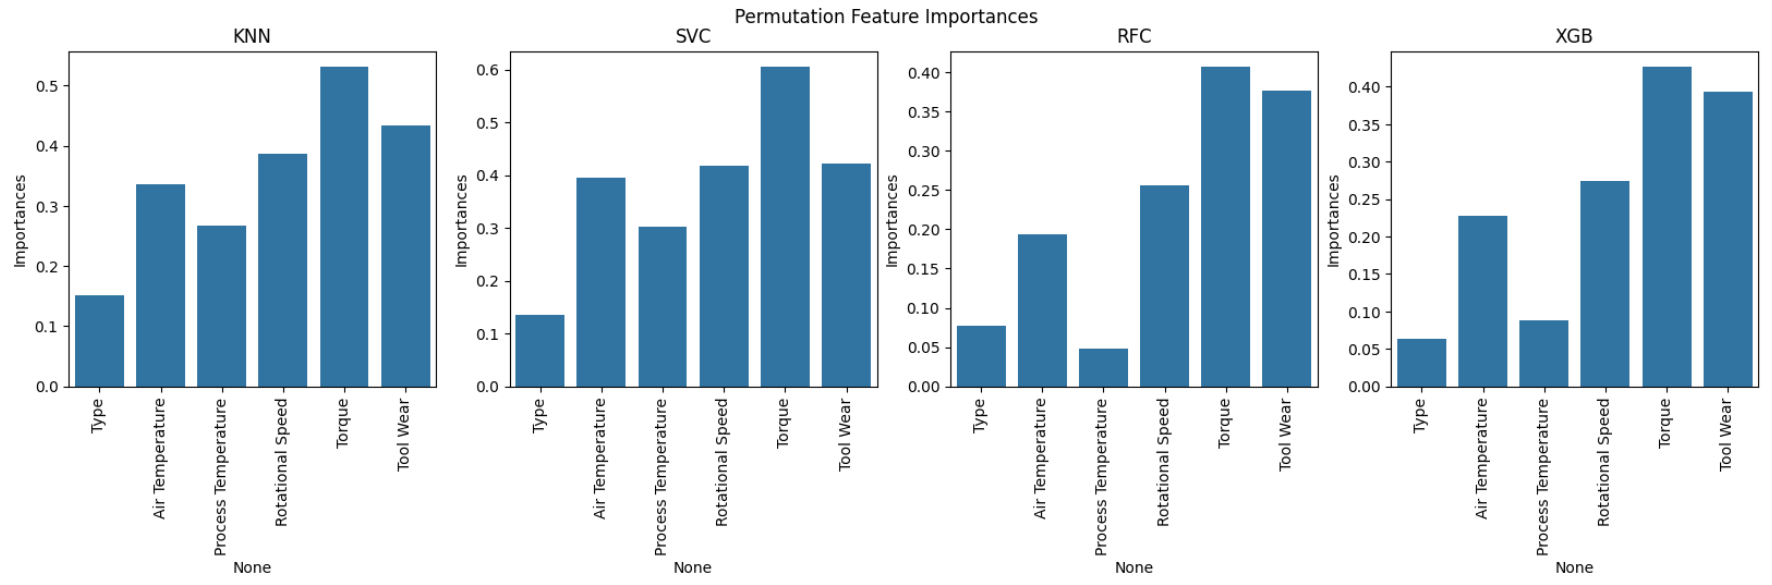 Permutation Feature Importances
KNN
Importances
0.5
0.4
0.3
0.2
0.1
0.0
Type
Air Temperature
Process Temperature
Rotational Speed
Torque
Tool Wear
None
SVC
Importances
0.6
0.5
0.4
0.3
0.2
0.1
0.0
Type
Air Temperature
Process Temperature
Rotational Speed
Torque
Tool Wear
None
RFC
Importances
0.40
0.35
0.30
0.25
0.20
0.15
0.10
0.05
0.00
Type
Air Temperature
Process Temperature
Rotational Speed
Torque
Tool Wear
None
XGB
Importances
0.40
0.35
0.30
0.25
0.20
0.15
0.10
0.05
0.00
Type
Air Temperature
Process Temperature
Rotational Speed
Torque
Tool Wear
None